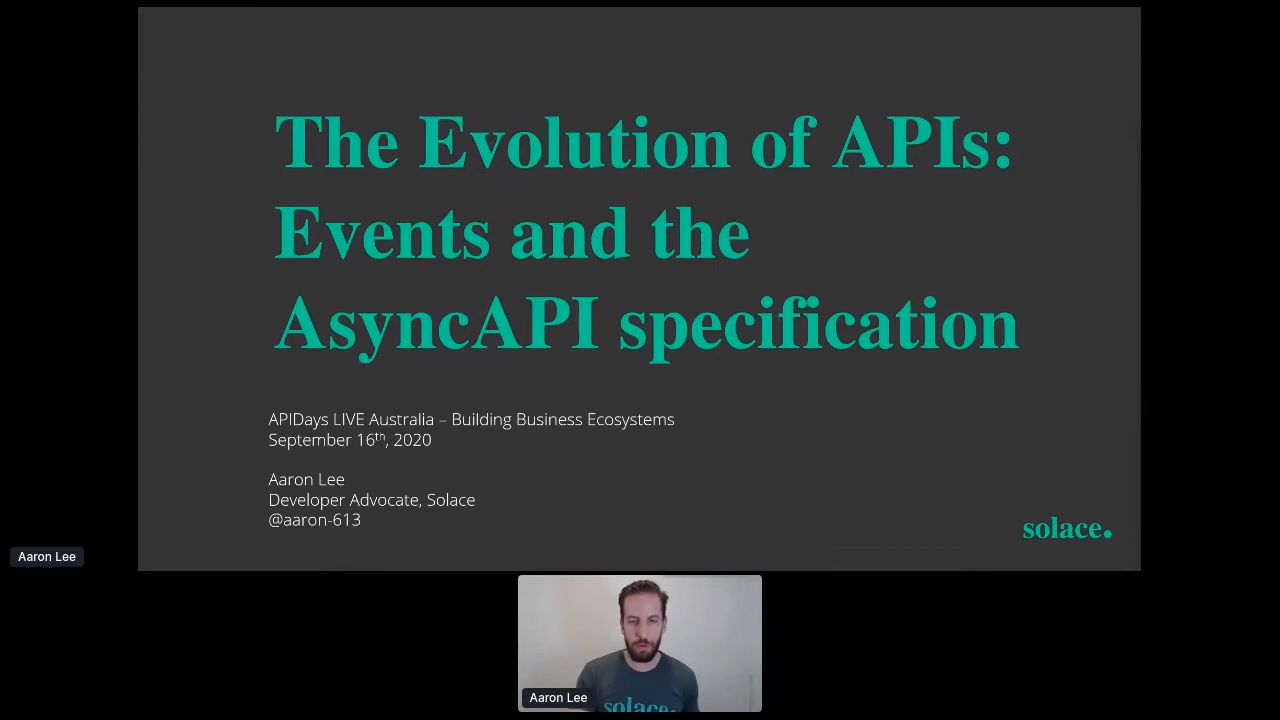 The Evolution of APIs:
Events and the
AsyncAPI specification
APIDays LIVE Australia – Building Business Ecosystems
September 16th, 2020
Aaron Lee
Developer Advocate, Solace
@aaron-613
solace.
Aaron Lee
Aaron Lee
solace.